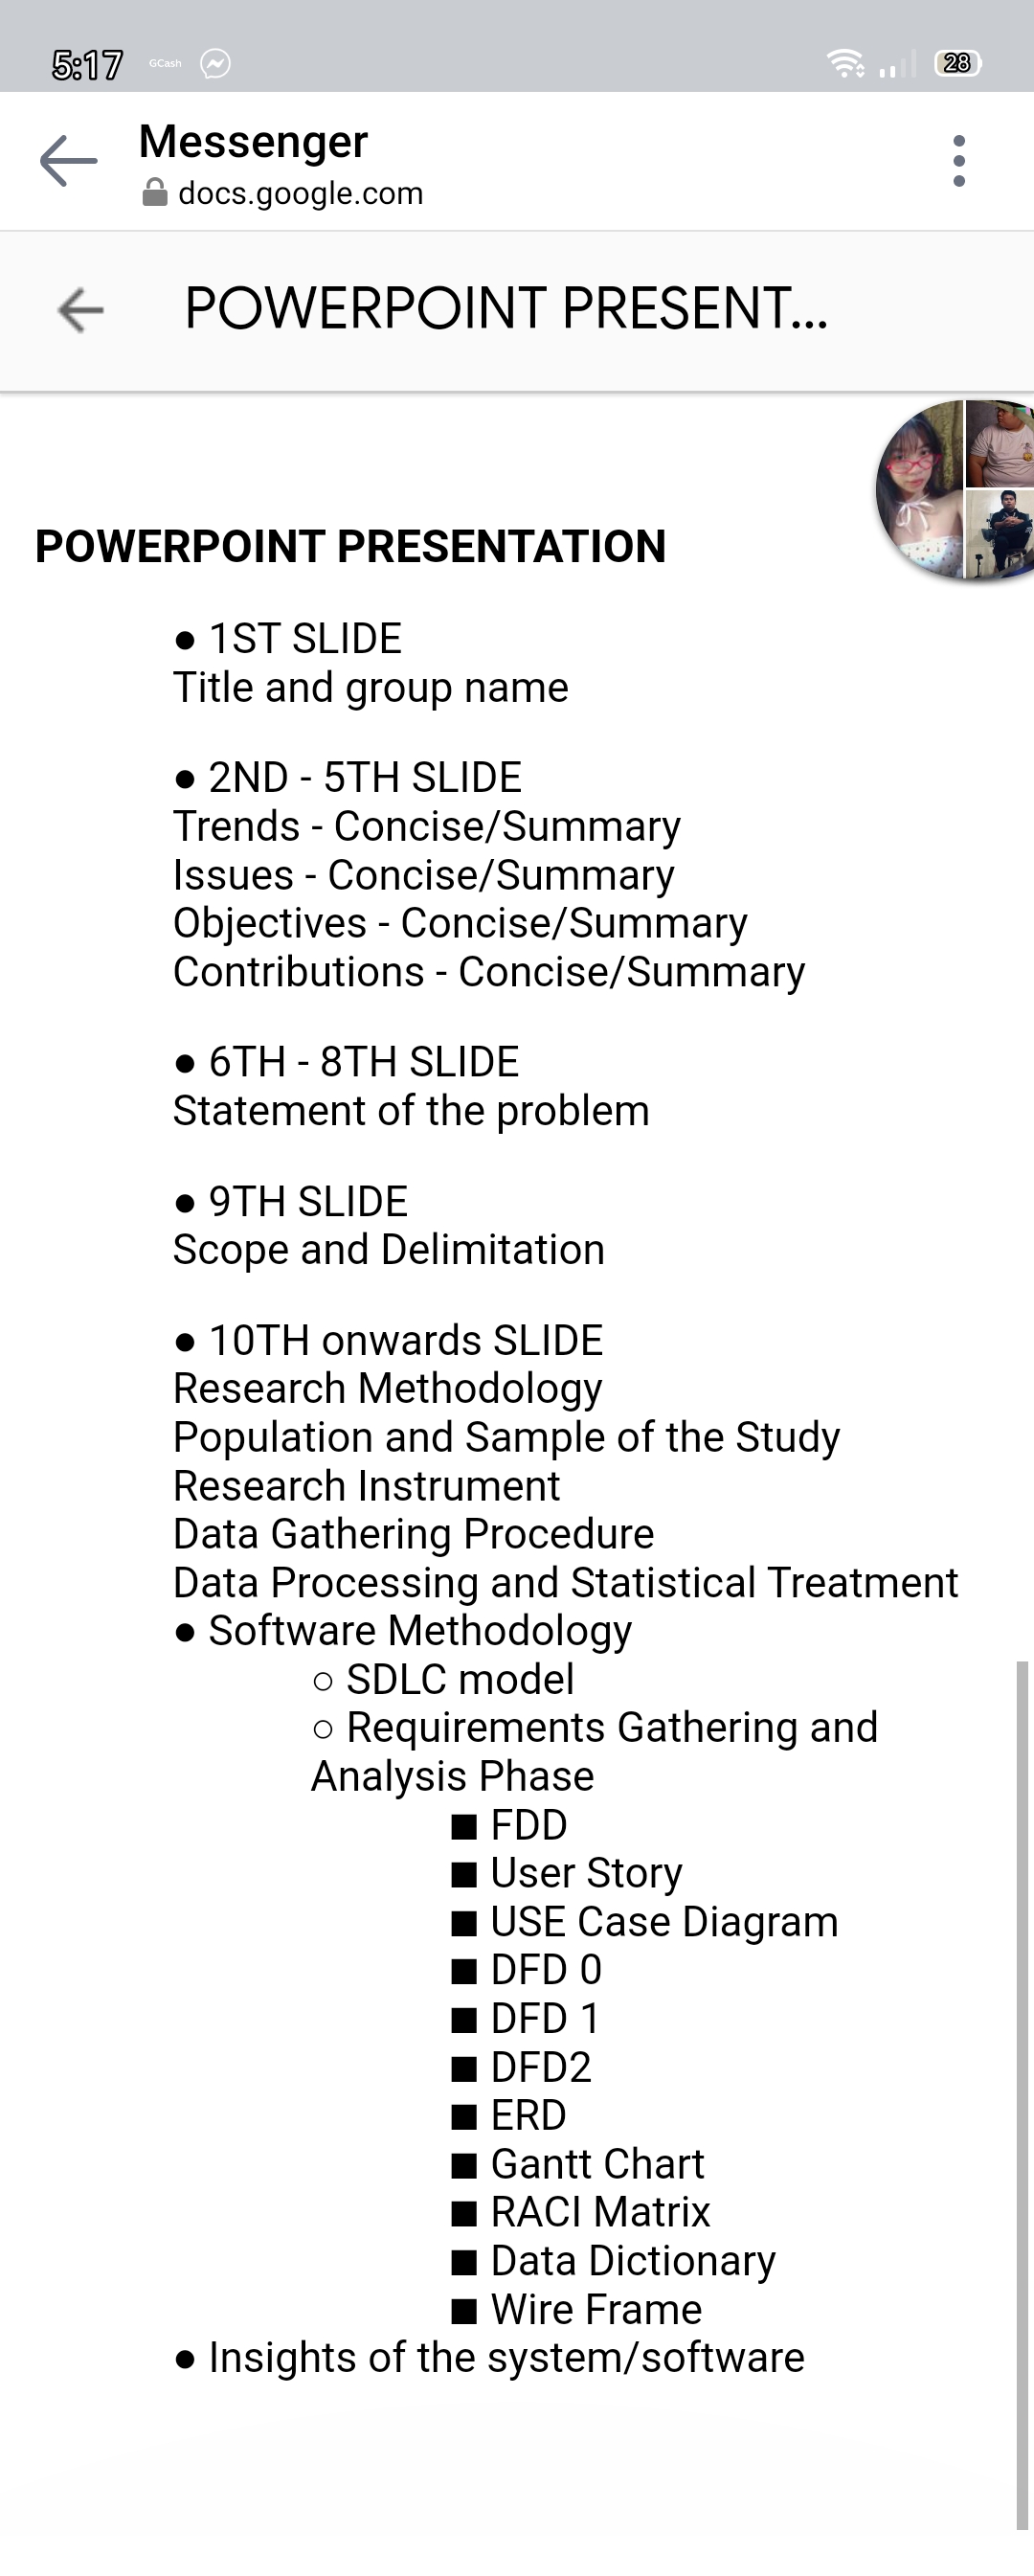 5:17 GCash 28
Messenger
docs.google.com
POWERPOINT PRESENT...
POWERPOINT PRESENTATION
● 1ST SLIDE
Title and group name
● 2ND - 5TH SLIDE
Trends - Concise/Summary
Issues - Concise/Summary
Objectives - Concise/Summary
Contributions - Concise/Summary
● 6TH - 8TH SLIDE
Statement of the problem
● 9TH SLIDE
Scope and Delimitation
● 10TH onwards SLIDE
Research Methodology
Population and Sample of the Study
Research Instrument
Data Gathering Procedure
Data Processing and Statistical Treatment
● Software Methodology
○ SDLC model
○ Requirements Gathering and
Analysis Phase
■ FDD
■ User Story
■ USE Case Diagram
■ DFD 0
■ DFD 1
■ DFD2
■ ERD
■ Gantt Chart
■ RACI Matrix
■ Data Dictionary
■ Wire Frame
● Insights of the system/software